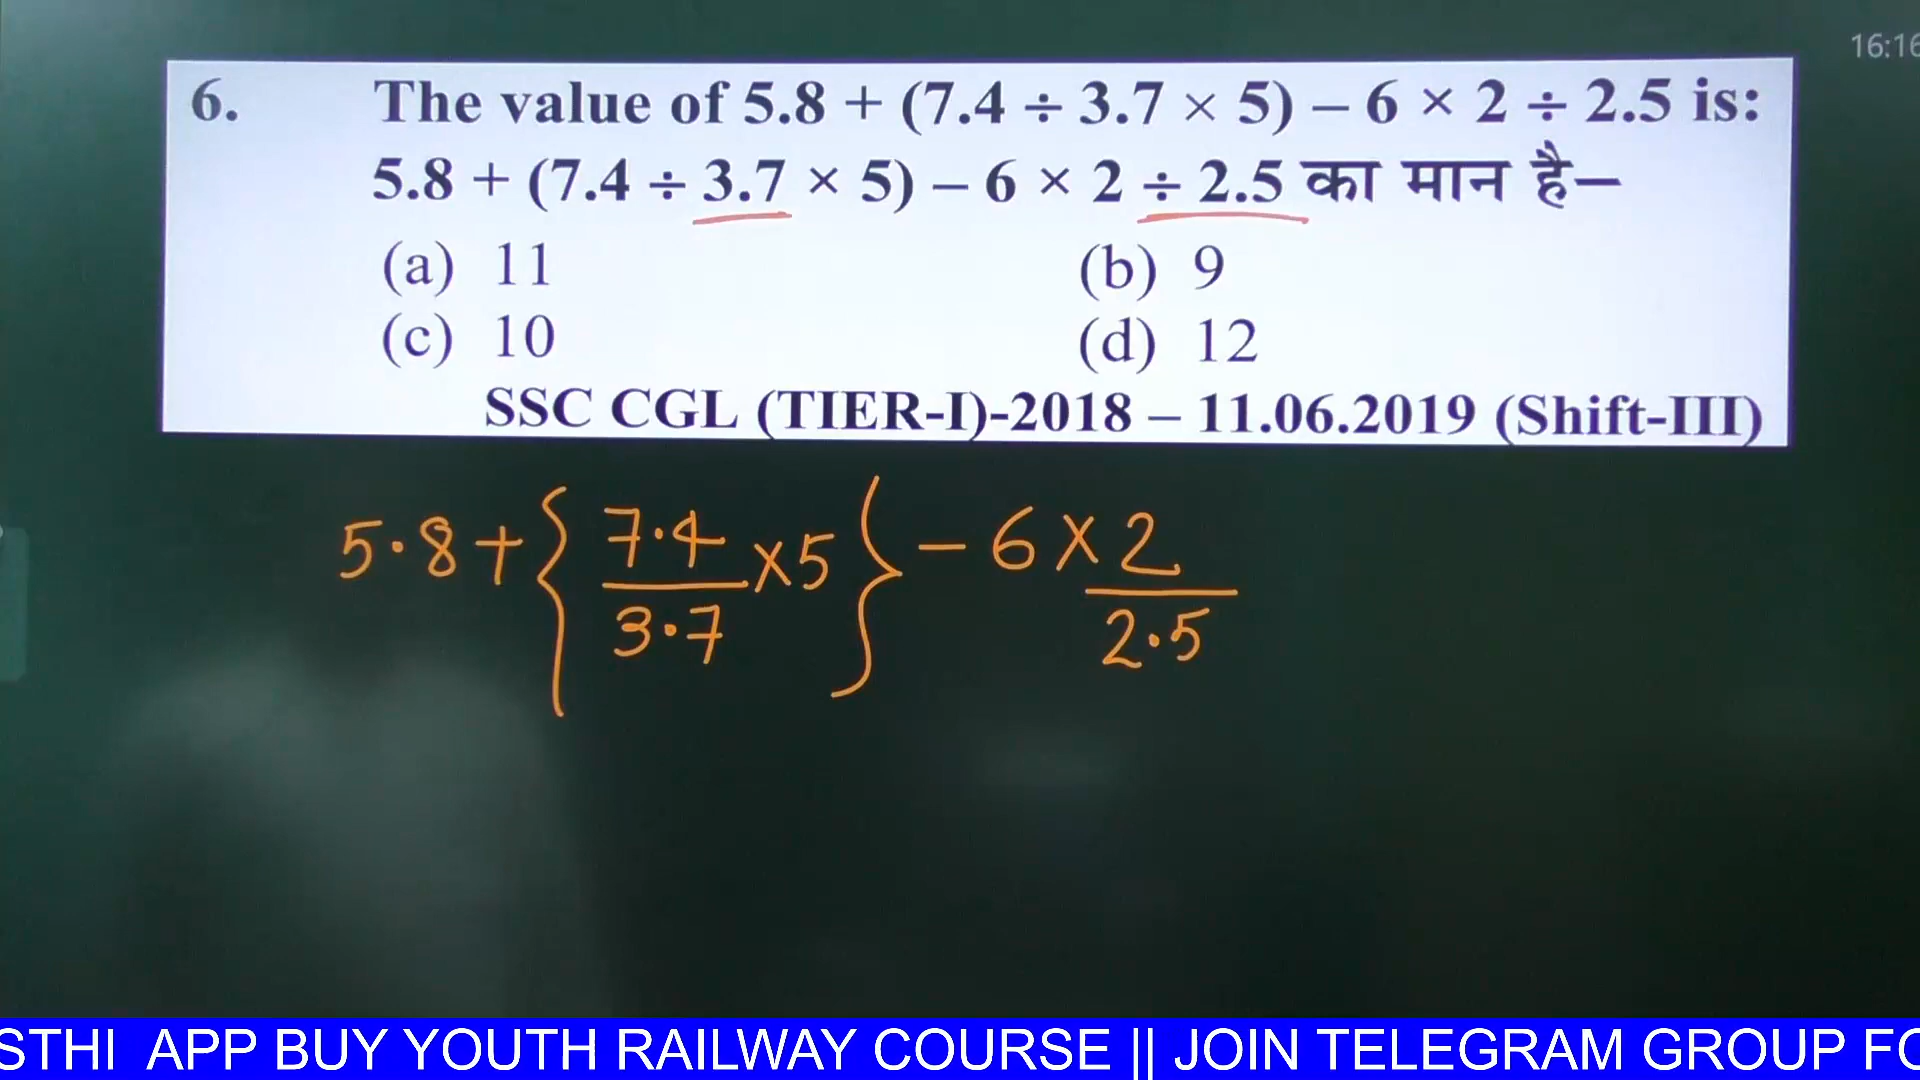 16:16
6. The value of 5.8 + (7.4 ÷ 3.7 × 5) – 6 × 2 ÷ 2.5 is:
5.8 + (7.4 ÷ 3.7 × 5) – 6 × 2 ÷ 2.5 का मान है–
(a) 11 (b) 9
(c) 10 (d) 12
SSC CGL (TIER-I)-2018 – 11.06.2019 (Shift-III)
5.8 + { 7.4 / 3.7 × 5 } – 6 × 2 / 2.5
STHI APP BUY YOUTH RAILWAY COURSE || JOIN TELEGRAM GROUP FO